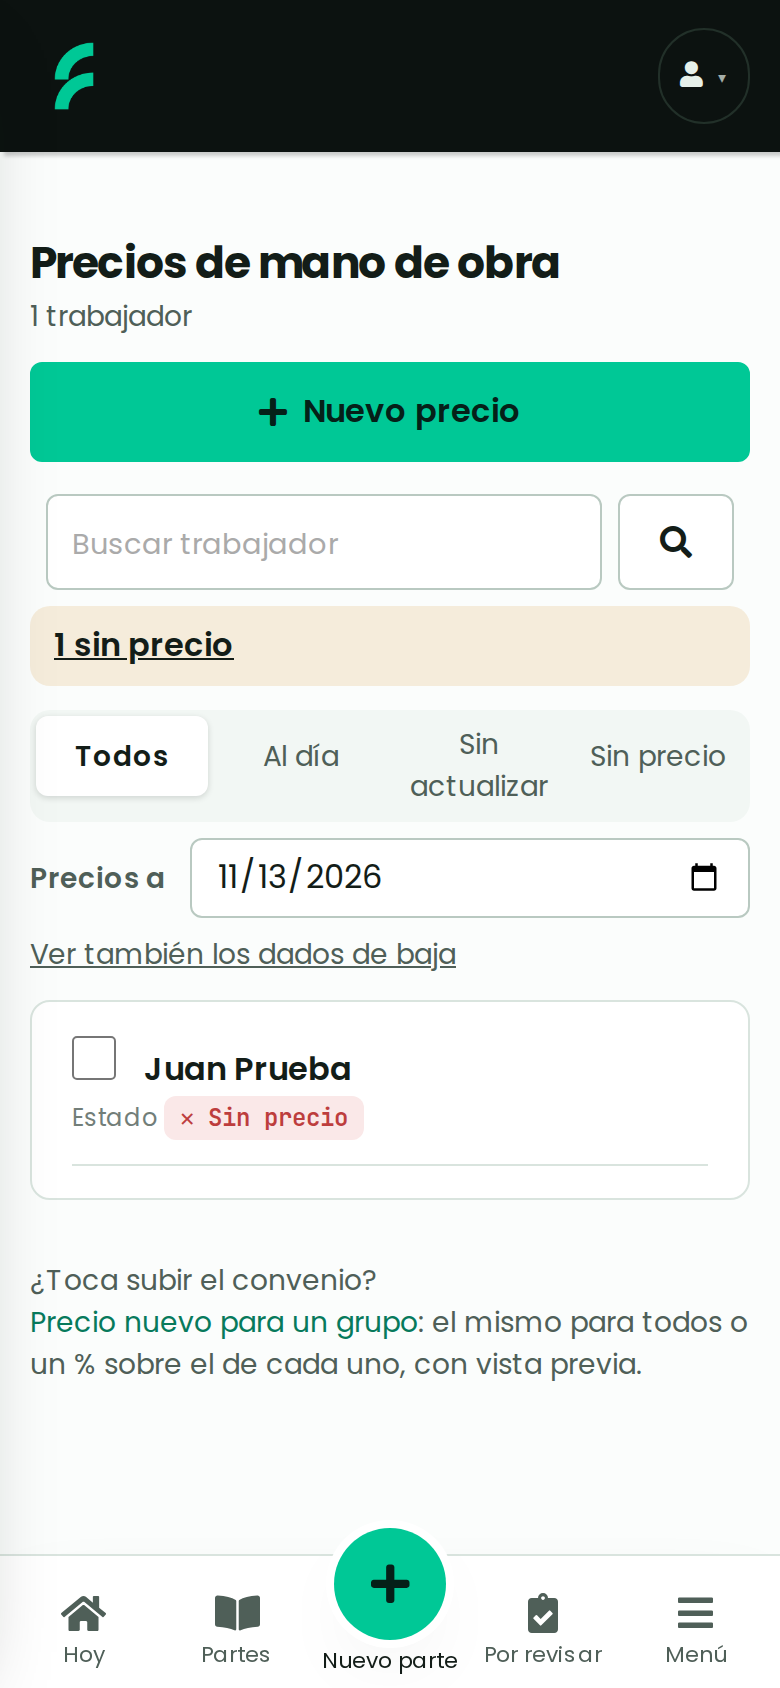 Precios de mano de obra
1 trabajador
Nuevo precio
Buscar trabajador
1 sin precio
Todos
Al día
Sin
actualizar
Sin precio
Precios a
11/13/2026
Ver también los dados de baja
Juan Prueba
Estado × Sin precio
¿Toca subir el convenio?
Precio nuevo para un grupo: el mismo para todos o
un % sobre el de cada uno, con vista previa.
Hoy
Partes
Nuevo parte
Por revisar
Menú